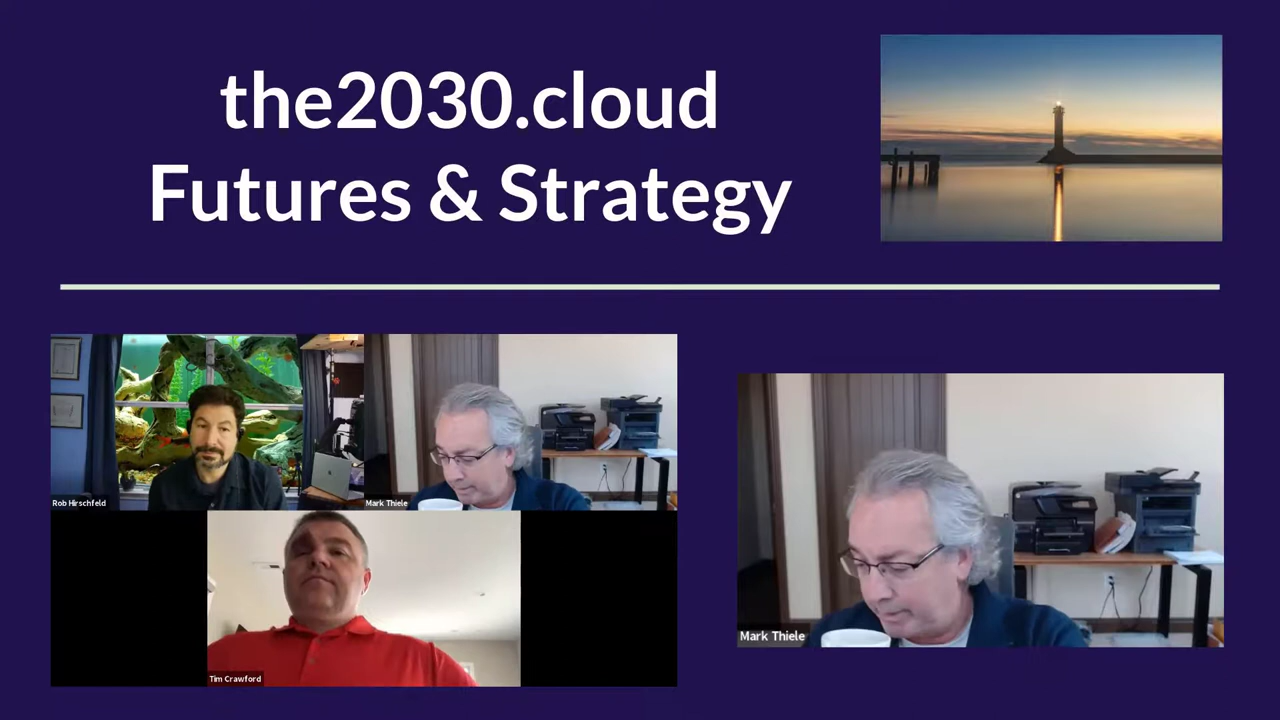 the2030.cloud
Futures & Strategy
Rob Hirschfeld
Mark Thiele
Tim Crawford
Mark Thiele